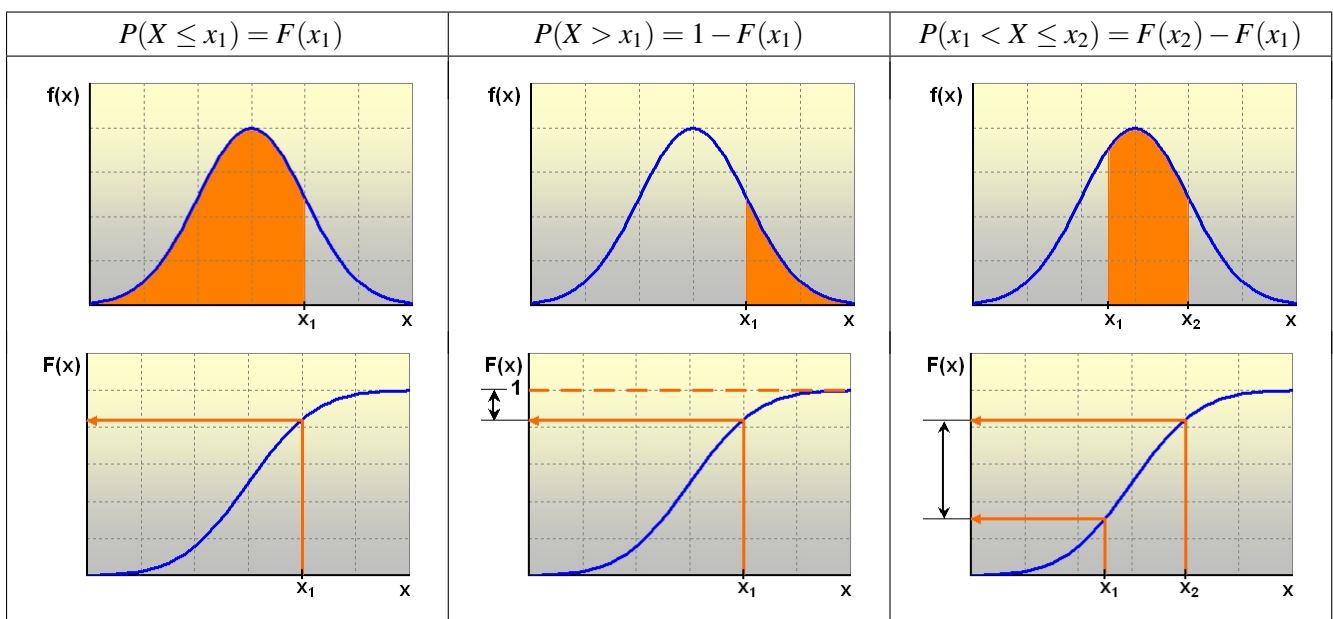 P(X ≤ x₁) = F(x₁)
P(X > x₁) = 1 − F(x₁)
P(x₁ < X ≤ x₂) = F(x₂) − F(x₁)
f(x)
x₁
x
f(x)
x₁
x
f(x)
x₁
x₂
x
F(x)
x₁
x
F(x)
1
x₁
x
F(x)
x₁
x₂
x